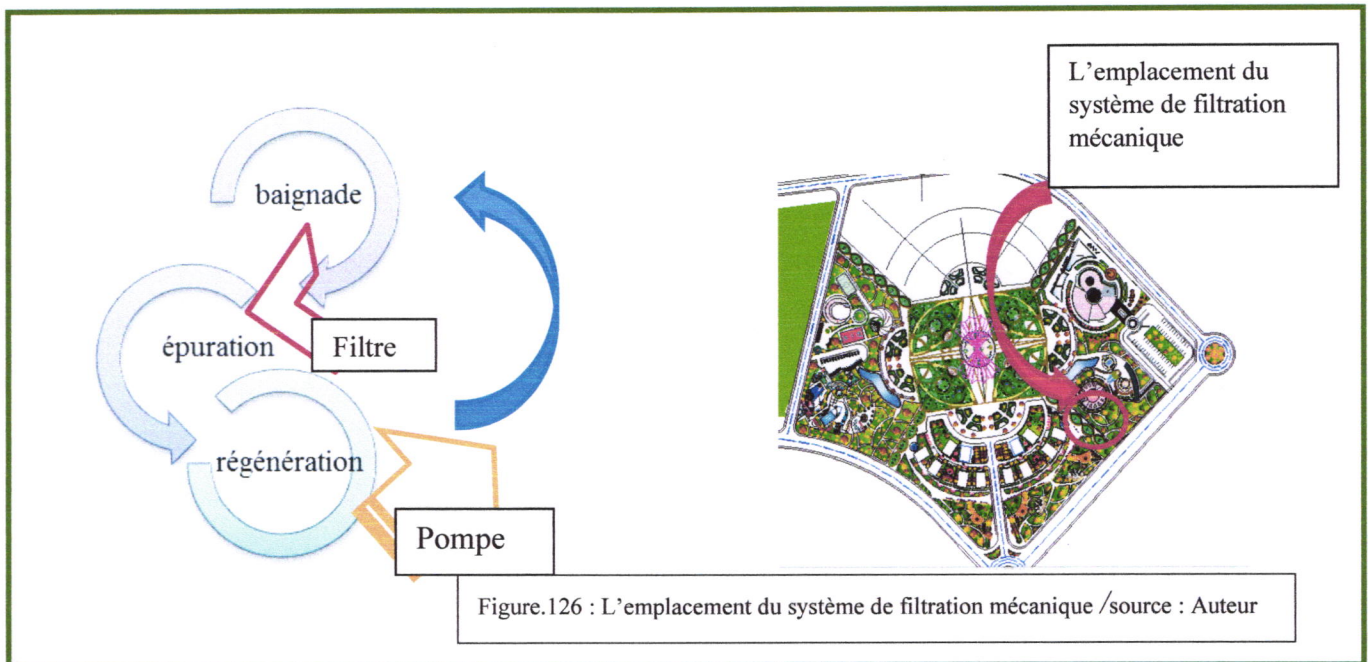 L'emplacement du
système de filtration
mécanique
baignade
épuration
Filtre
régénération
Pompe
Figure.126 : L'emplacement du système de filtration mécanique /source : Auteur